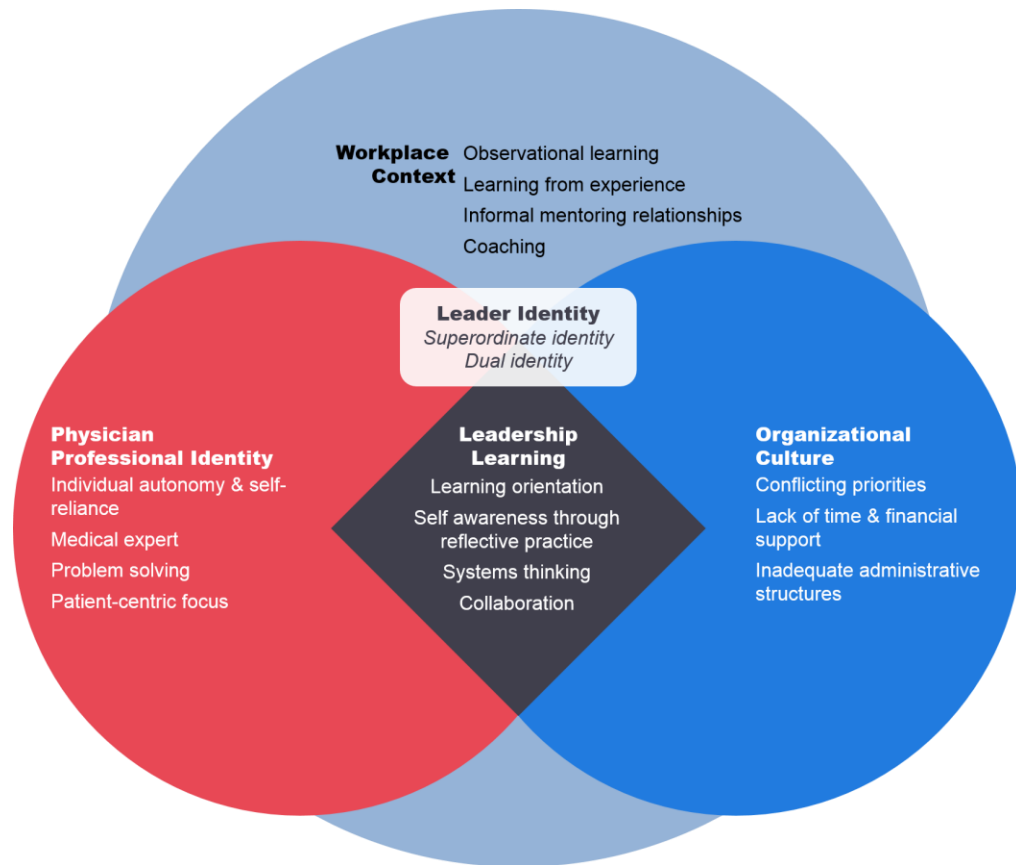 Workplace
Context
Observational learning
Learning from experience
Informal mentoring relationships
Coaching
Leader Identity
Superordinate identity
Dual identity
Physician
Professional Identity
Individual autonomy & self-
reliance
Medical expert
Problem solving
Patient-centric focus
Leadership
Learning
Learning orientation
Self awareness through
reflective practice
Systems thinking
Collaboration
Organizational
Culture
Conflicting priorities
Lack of time & financial
support
Inadequate administrative
structures